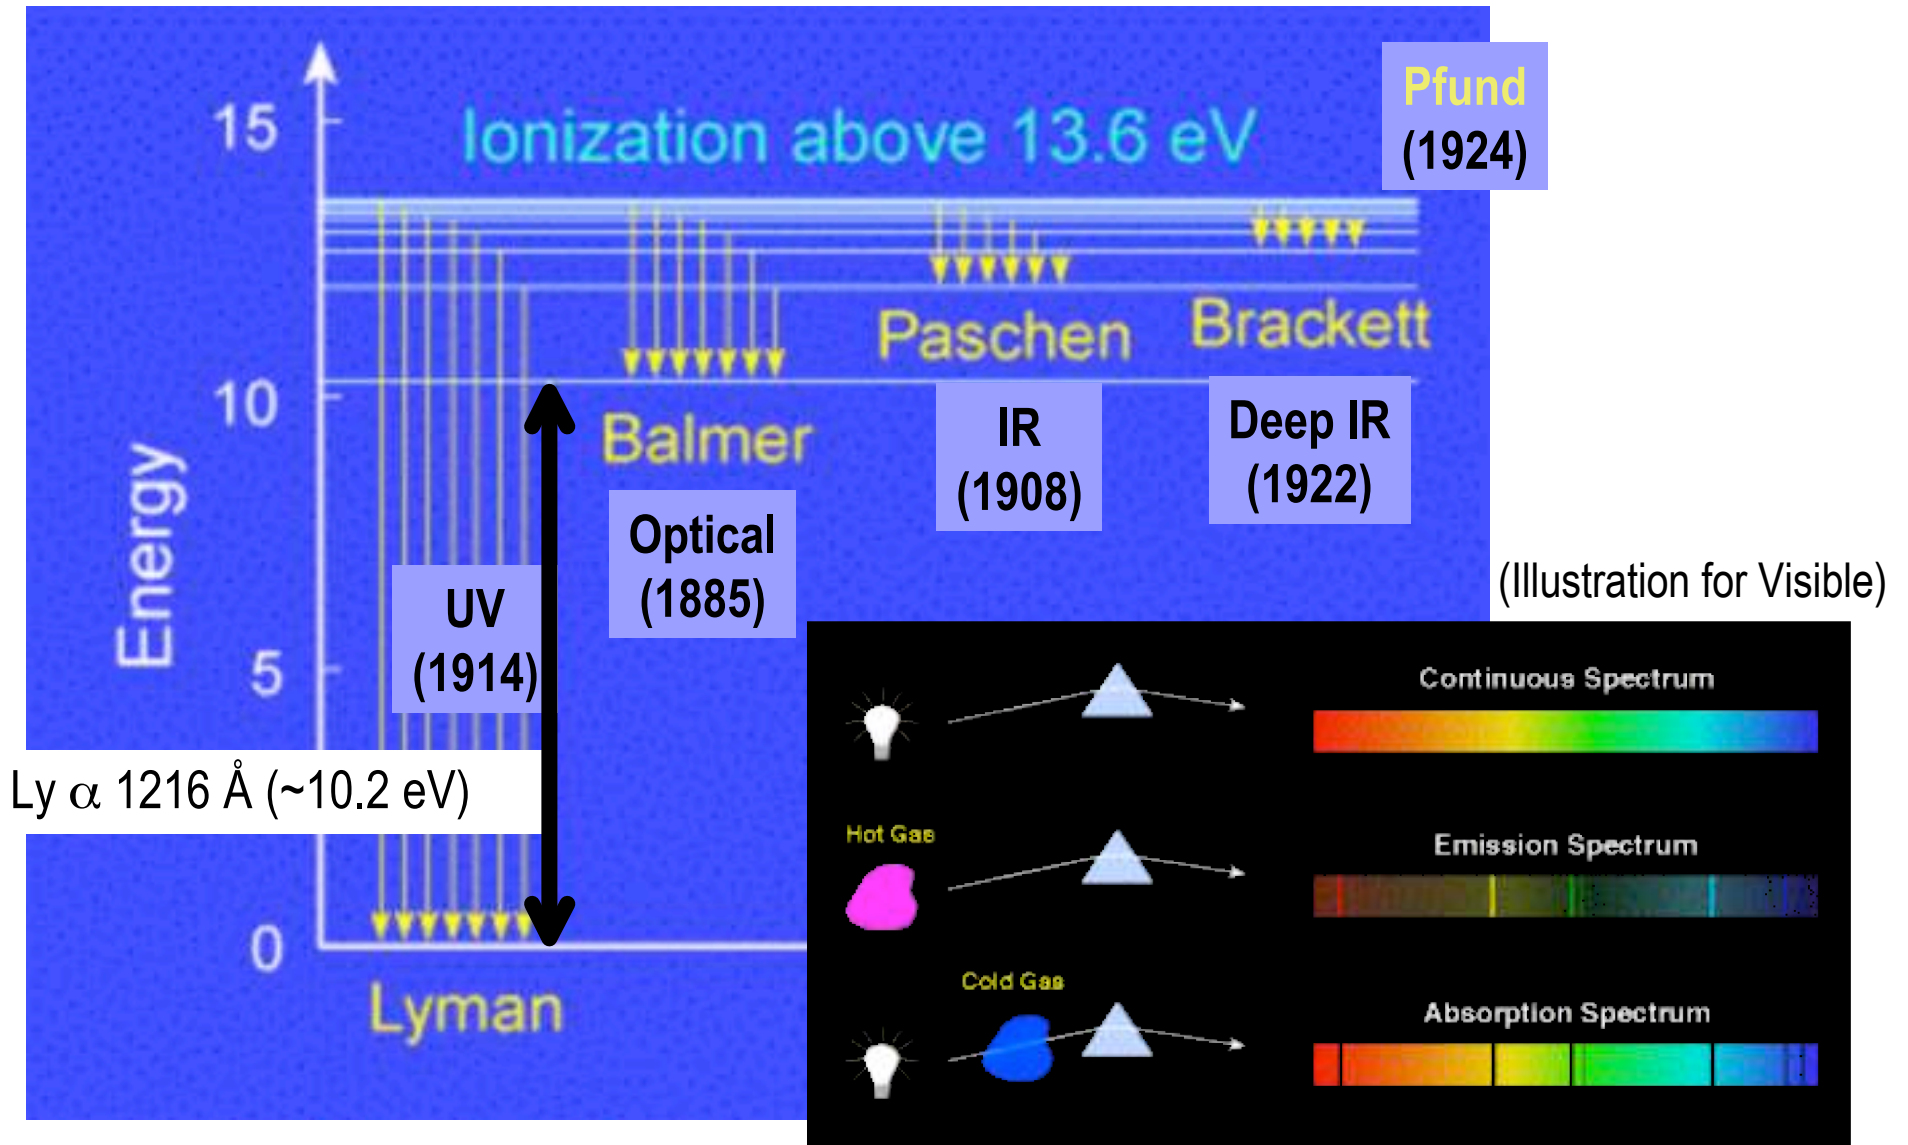 Pfund
(1924)
15
Ionization above 13.6 eV
Paschen
Brackett
10
Balmer
IR
(1908)
Deep IR
(1922)
Energy
Optical
(1885)
UV
(1914)
5
(Illustration for Visible)
Ly α 1216 Å (~10.2 eV)
0
Lyman
Continuous Spectrum
Hot Gas
Emission Spectrum
Cold Gas
Absorption Spectrum